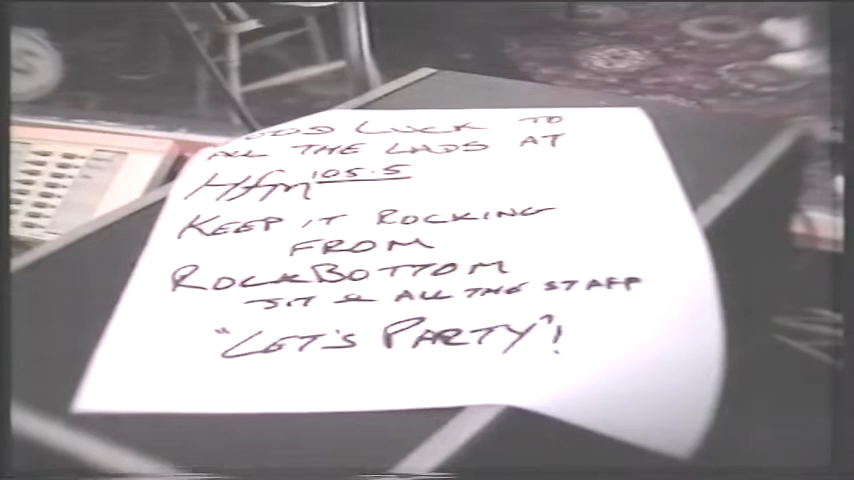 GOOD LUCK TO
ALL THE LADS AT
Hfm 105.5
KEEP IT ROCKING
FROM
ROCKBOTTOM
& ALL THE STAFF
"LET'S PARTY"!